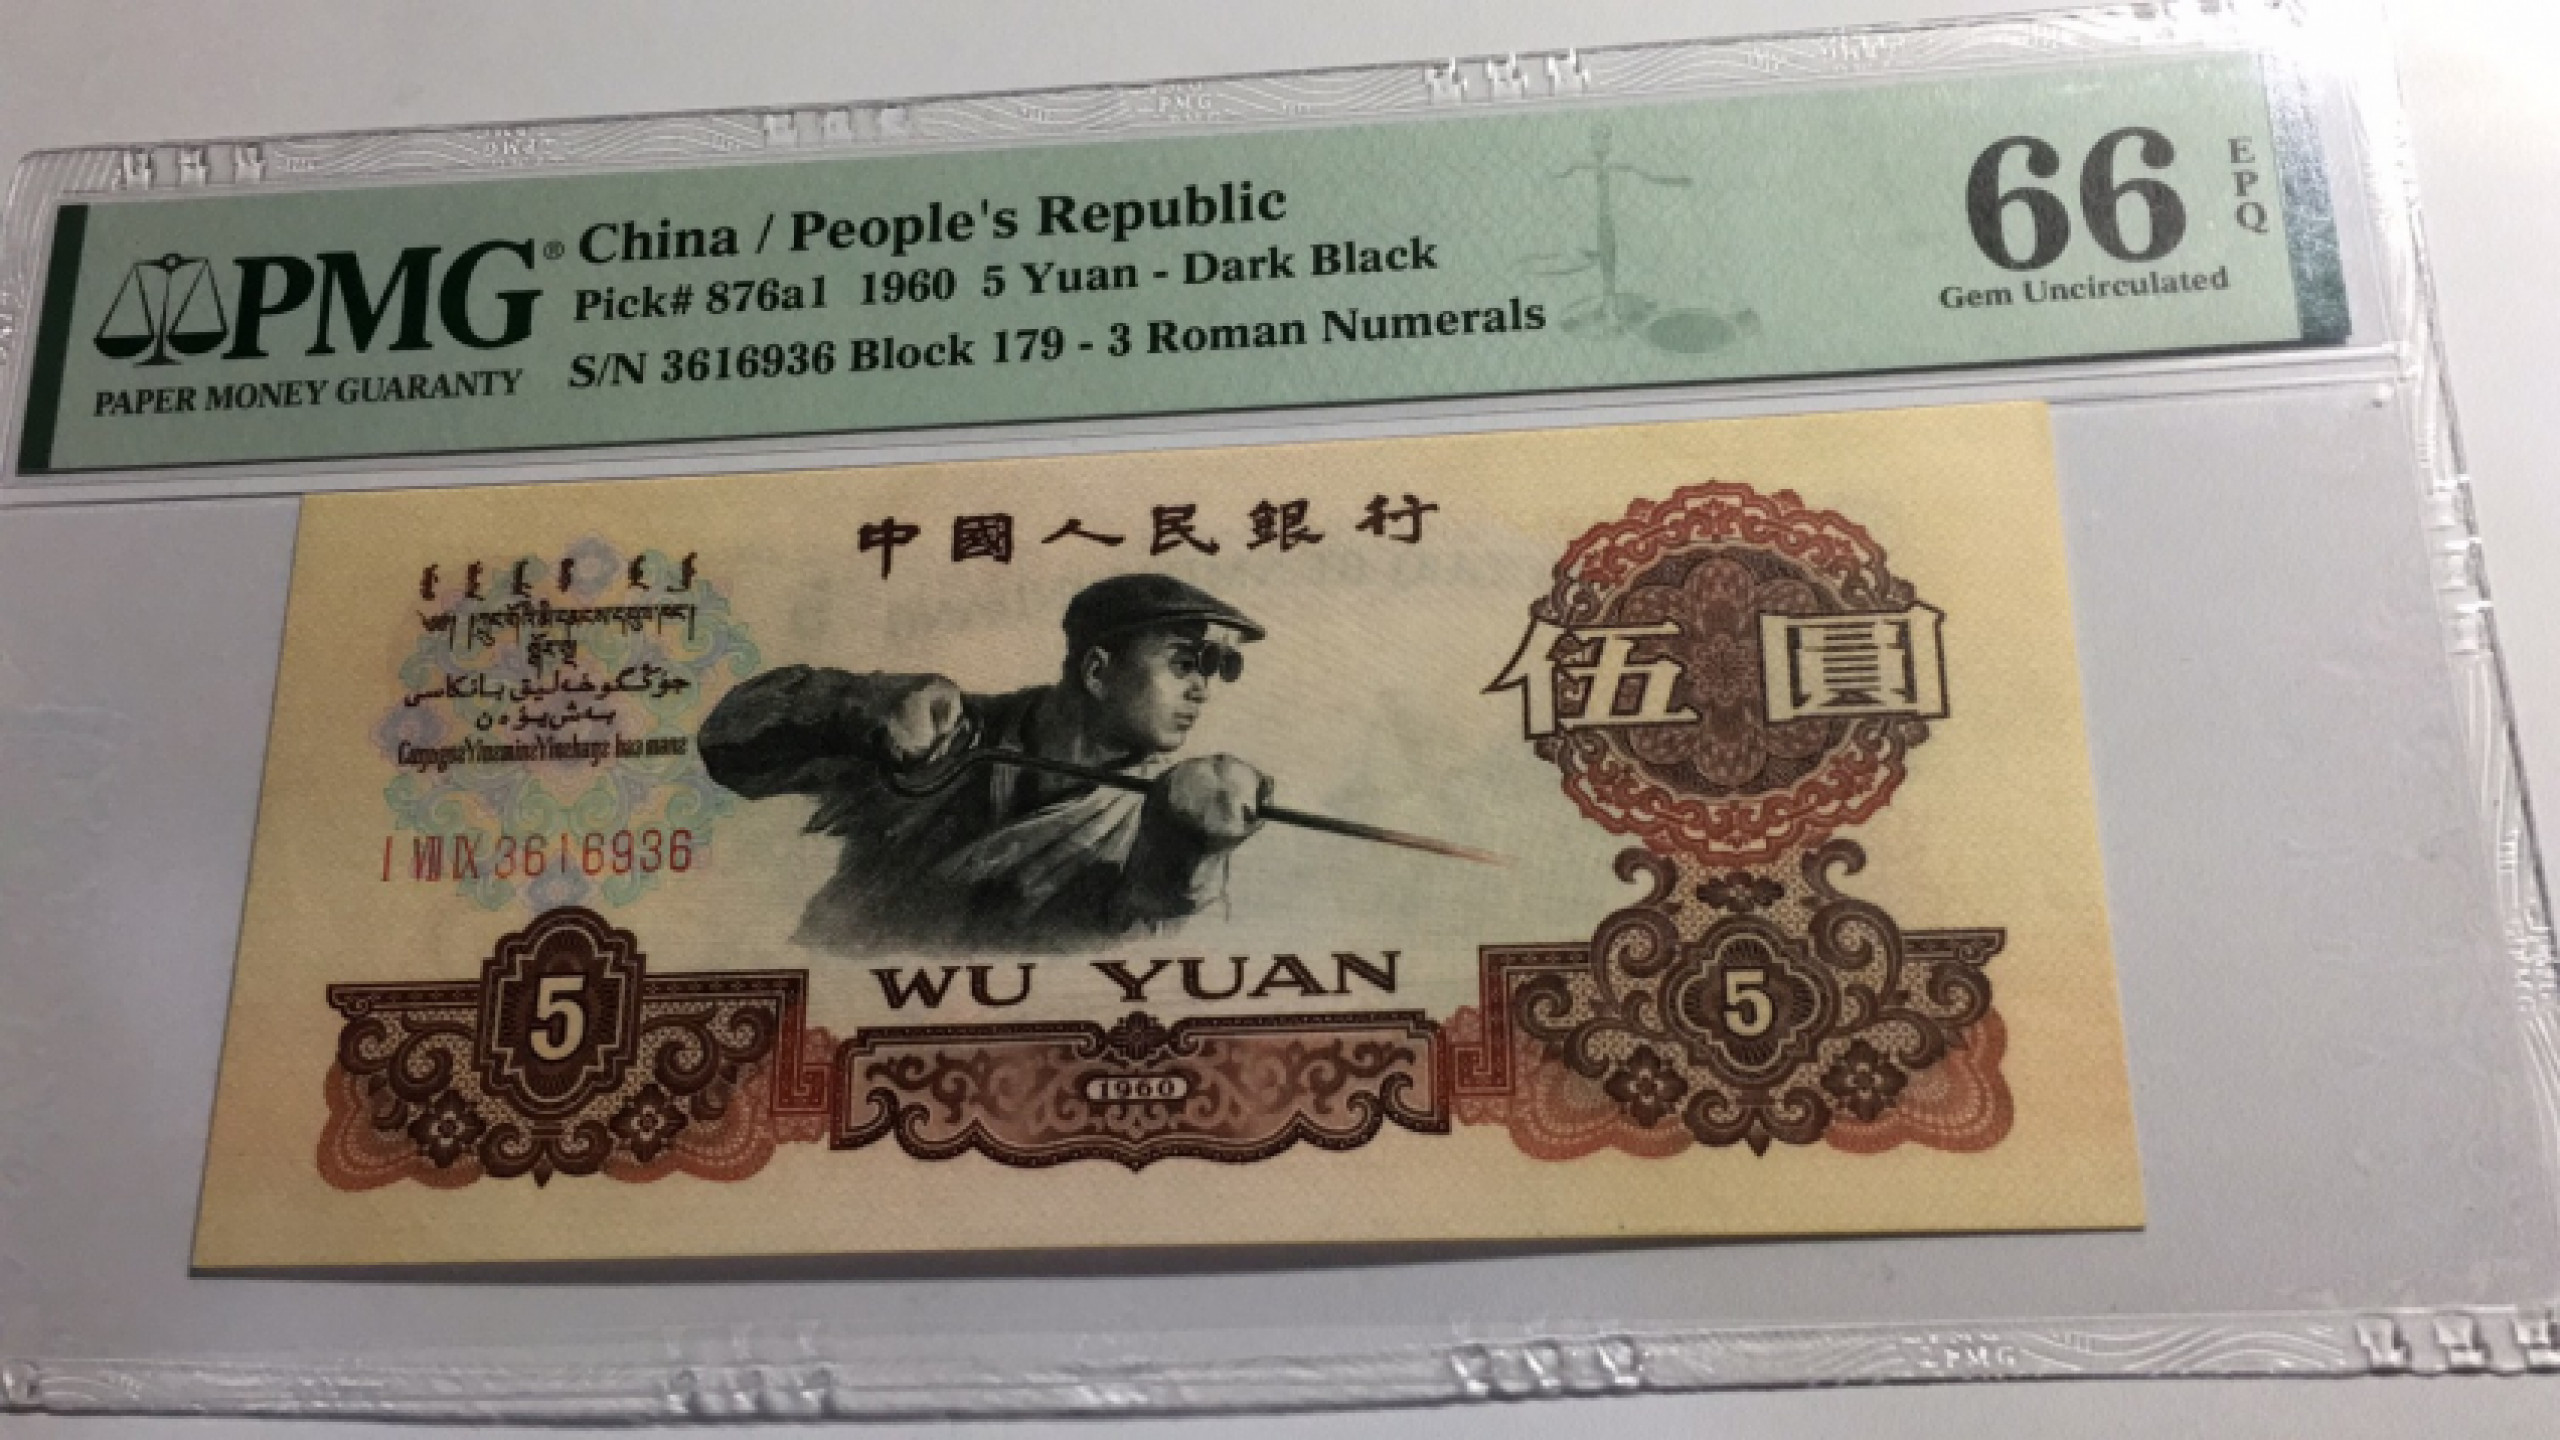 PMG® China / People's Republic
Pick# 876a1 1960 5 Yuan - Dark Black
S/N 3616936 Block 179 - 3 Roman Numerals
PAPER MONEY GUARANTY
66
EPQ
Gem Uncirculated
中國人民銀行
伍圓
I VIII IX 3616936
WU YUAN
5
5
1960